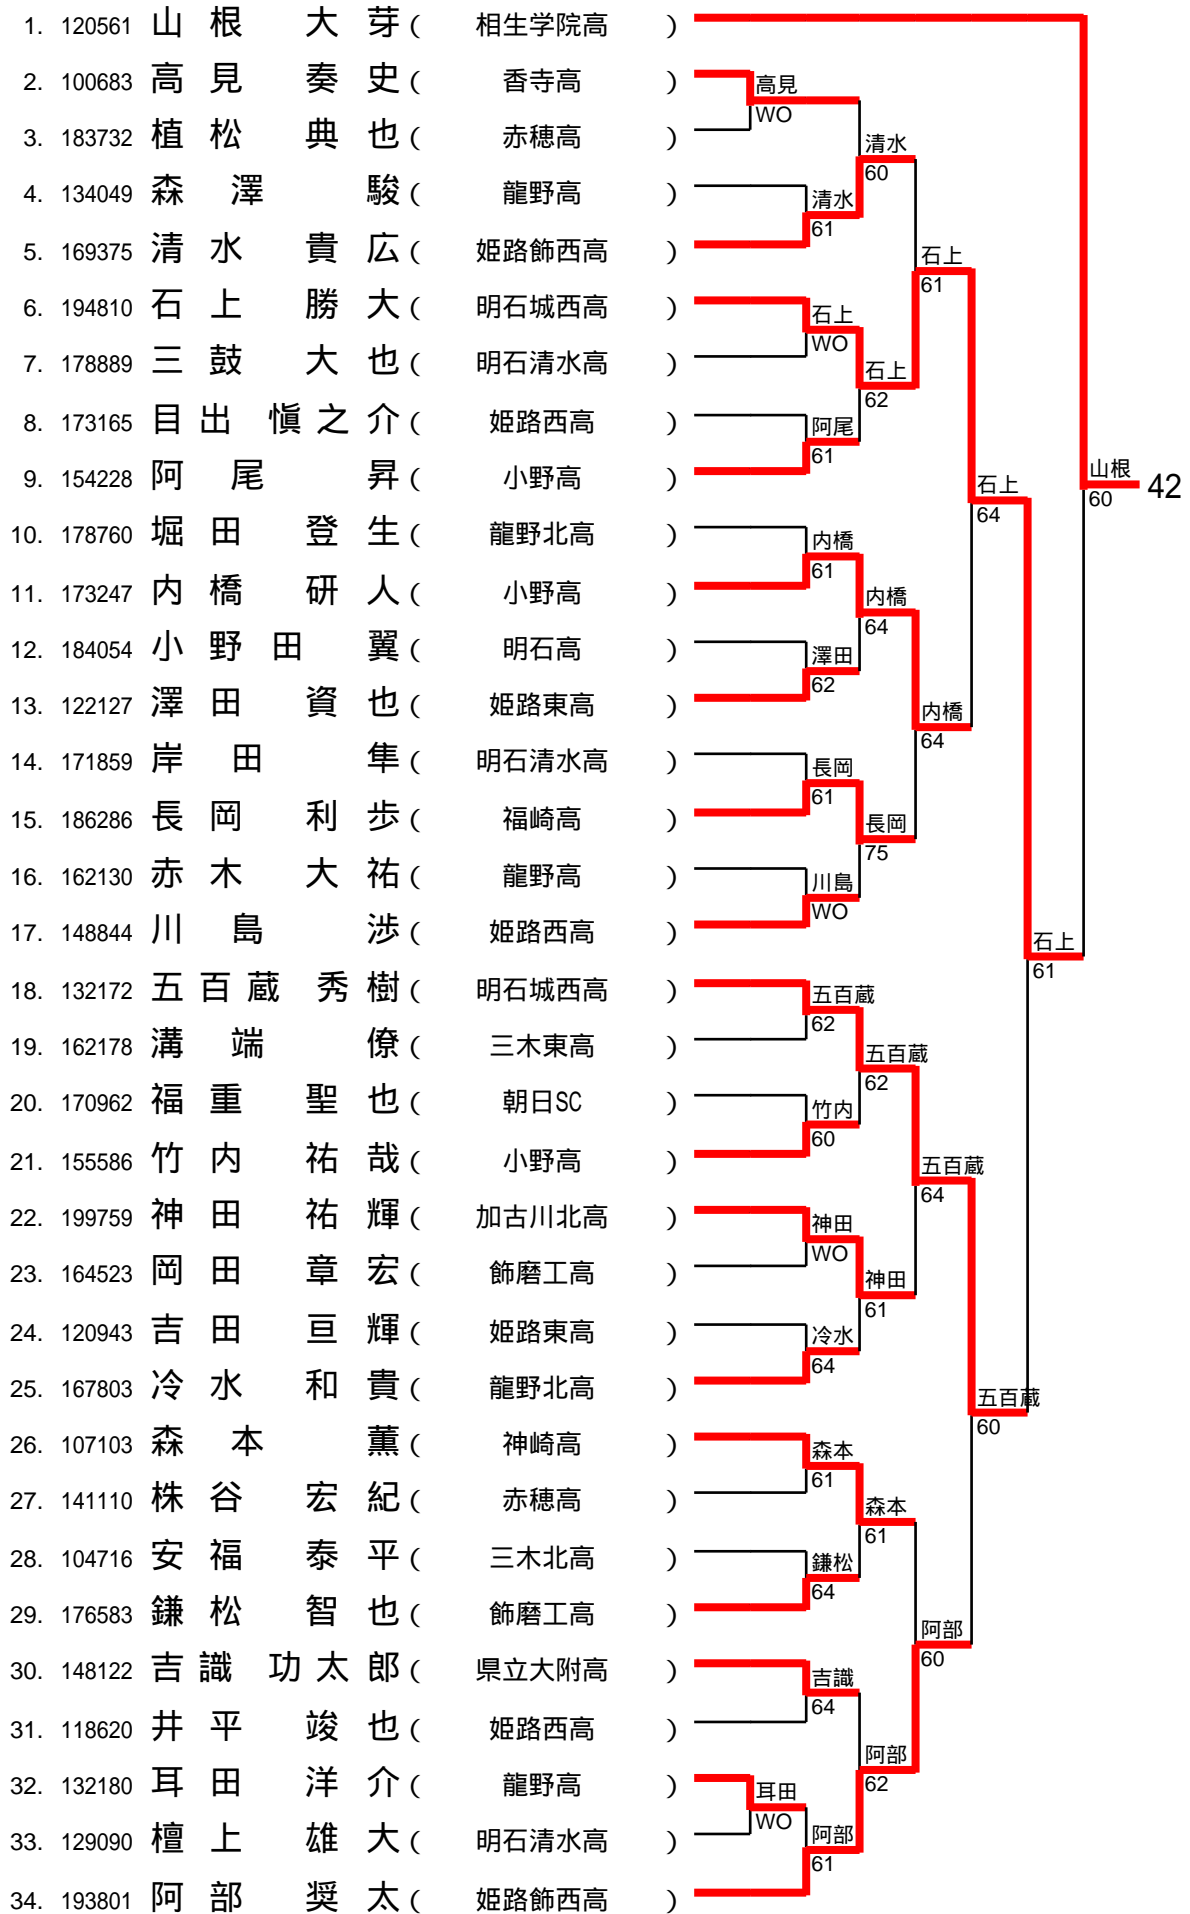 1. 120561 山根 大芽 ( 相生学院高 )
2. 100683 高見 奏史 ( 香寺高 )
高見
WO
3. 183732 植松 典也 ( 赤穂高 )
清水
60
4. 134049 森澤 駿 ( 龍野高 )
清水
61
5. 169375 清水 貴広 ( 姫路飾西高 )
石上
61
6. 194810 石上 勝大 ( 明石城西高 )
石上
WO
7. 178889 三鼓 大也 ( 明石清水高 )
石上
62
8. 173165 目出 愼之介 ( 姫路西高 )
阿尾
61
9. 154228 阿尾 昇 ( 小野高 )
石上
64
山根
60
42
10. 178760 堀田 登生 ( 龍野北高 )
内橋
61
11. 173247 内橋 研人 ( 小野高 )
内橋
64
12. 184054 小野田 翼 ( 明石高 )
澤田
62
13. 122127 澤田 資也 ( 姫路東高 )
内橋
64
14. 171859 岸田 隼 ( 明石清水高 )
長岡
61
15. 186286 長岡 利歩 ( 福崎高 )
長岡
75
16. 162130 赤木 大祐 ( 龍野高 )
川島
WO
17. 148844 川島 渉 ( 姫路西高 )
石上
61
18. 132172 五百蔵 秀樹 ( 明石城西高 )
五百蔵
62
19. 162178 溝端 僚 ( 三木東高 )
五百蔵
62
20. 170962 福重 聖也 ( 朝日SC )
竹内
60
21. 155586 竹内 祐哉 ( 小野高 )
五百蔵
64
22. 199759 神田 祐輝 ( 加古川北高 )
神田
WO
23. 164523 岡田 章宏 ( 飾磨工高 )
神田
61
24. 120943 吉田 亘輝 ( 姫路東高 )
冷水
64
25. 167803 冷水 和貴 ( 龍野北高 )
五百蔵
60
26. 107103 森本 薫 ( 神崎高 )
森本
61
27. 141110 株谷 宏紀 ( 赤穂高 )
森本
61
28. 104716 安福 泰平 ( 三木北高 )
鎌松
64
29. 176583 鎌松 智也 ( 飾磨工高 )
阿部
60
30. 148122 吉識 功太郎 ( 県立大附高 )
吉識
64
31. 118620 井平 竣也 ( 姫路西高 )
阿部
62
32. 132180 耳田 洋介 ( 龍野高 )
耳田
WO
33. 129090 檀上 雄大 ( 明石清水高 )
阿部
61
34. 193801 阿部 奨太 ( 姫路飾西高 )